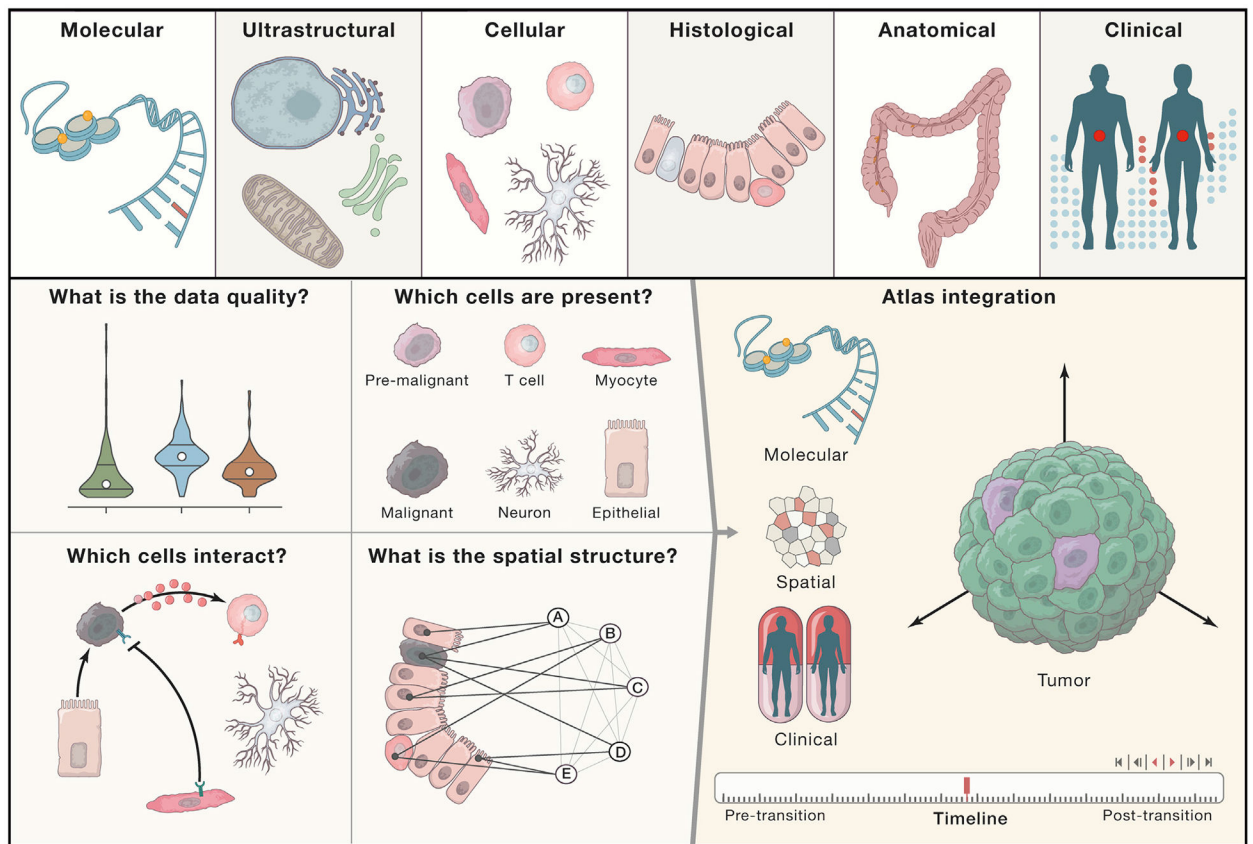 Molecular
Ultrastructural
Cellular
Histological
Anatomical
Clinical
What is the data quality?
Which cells are present?
Pre-malignant
T cell
Myocyte
Malignant
Neuron
Epithelial
Which cells interact?
What is the spatial structure?
A
B
C
D
E
Atlas integration
Molecular
Spatial
Clinical
Tumor
Pre-transition
Timeline
Post-transition